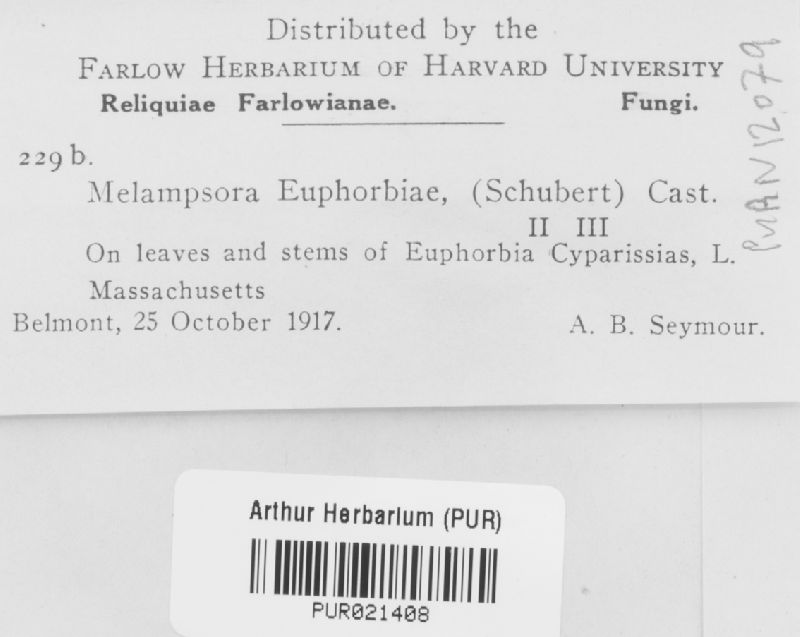 Distributed by the
FARLOW HERBARIUM OF HARVARD UNIVERSITY
Reliquiae Farlowianae. Fungi.
229 b.
Melampsora Euphorbiae, (Schubert) Cast.
II III
On leaves and stems of Euphorbia Cyparissias, L.
Massachusetts
Belmont, 25 October 1917. A. B. Seymour.
PURN12079
Arthur Herbarium (PUR)
PUR021408